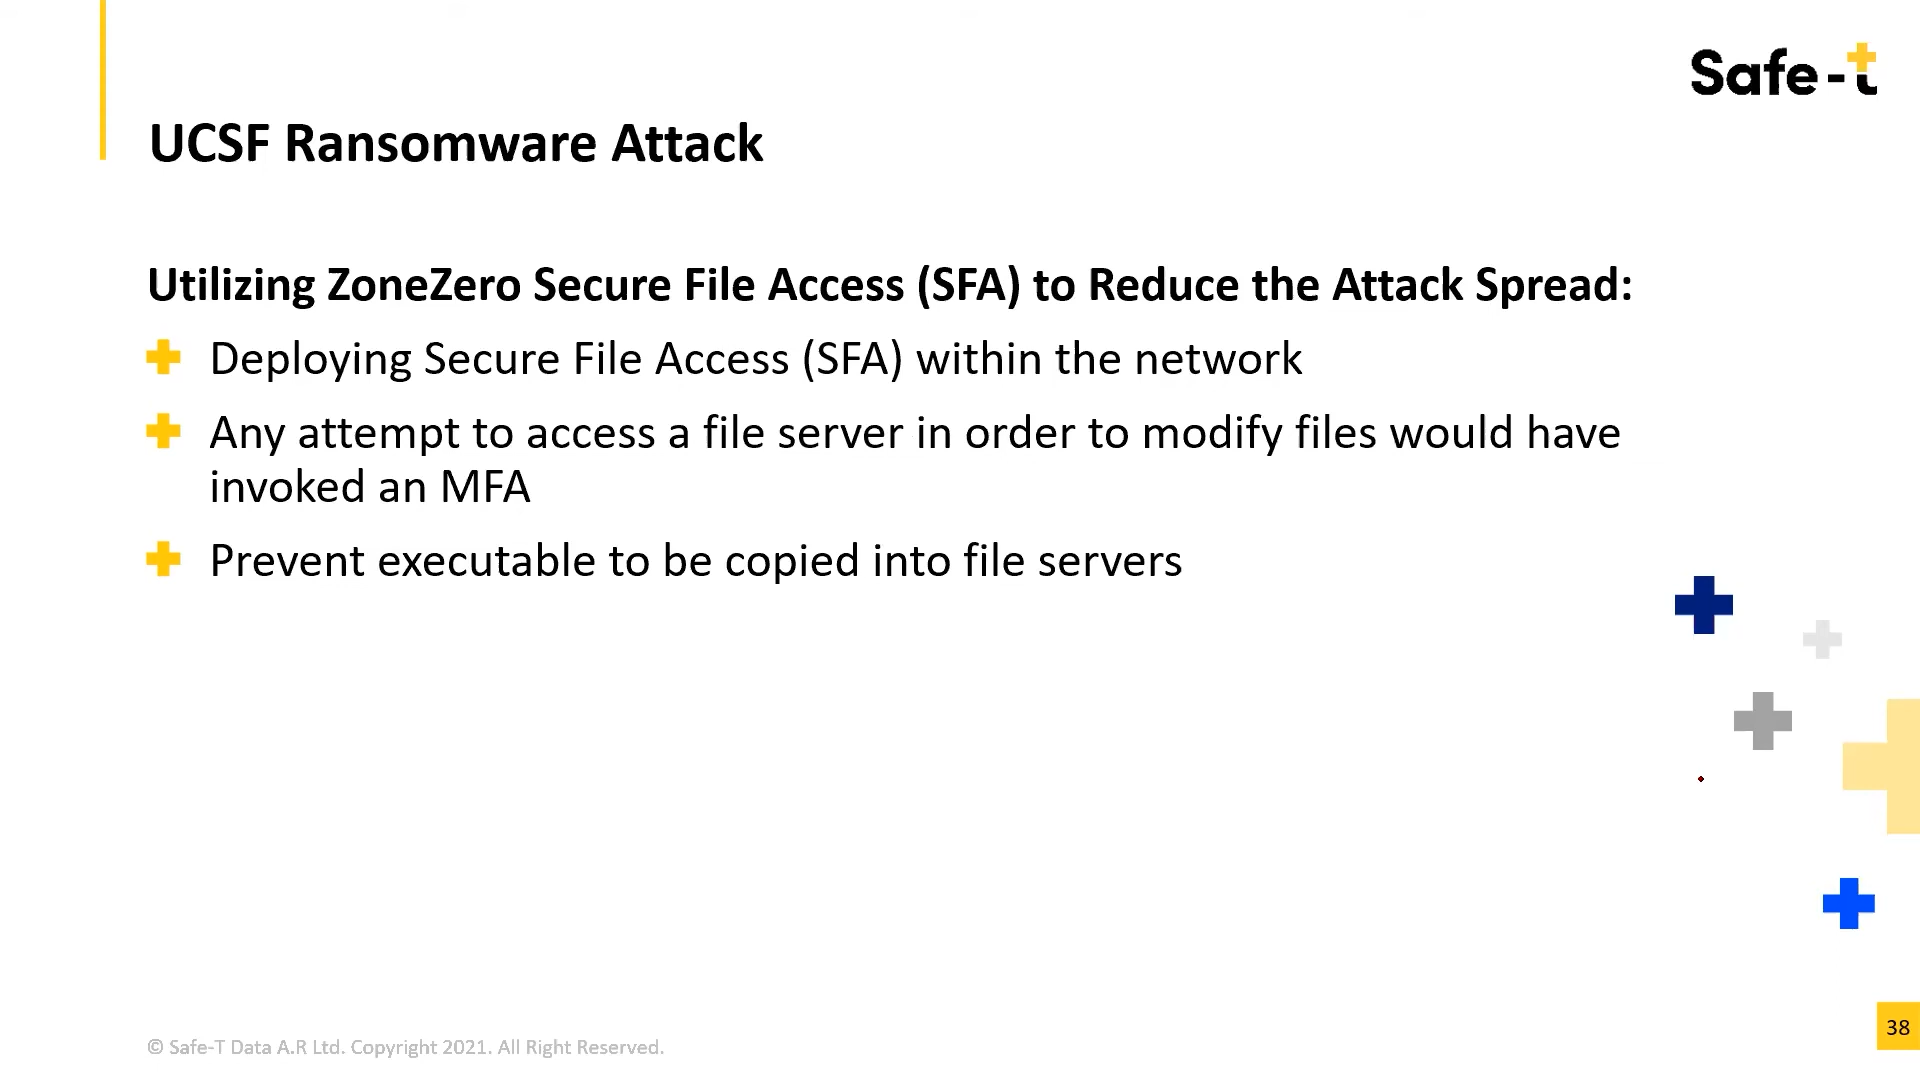 Safe-t
UCSF Ransomware Attack
Utilizing ZoneZero Secure File Access (SFA) to Reduce the Attack Spread:
Deploying Secure File Access (SFA) within the network
Any attempt to access a file server in order to modify files would have
invoked an MFA
Prevent executable to be copied into file servers
© Safe-T Data A.R Ltd. Copyright 2021. All Right Reserved.
38